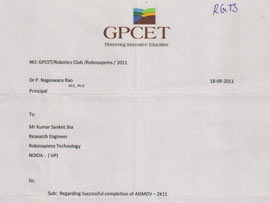 RGTS
GPCET
Pioneering Innovative Education
NO: GPCET/Robotics Club /Robosapiens / 2011
Dr P. Nageswara Rao
18-09-2011
M.E., Ph.D
Principal
To
Mr Kumar Sanket Jha
Research Engineer
Robosapiens Technology
NOIDA - ( UP)
Sir,
Sub: Regarding Successful completion of ASIMOV – 2K11